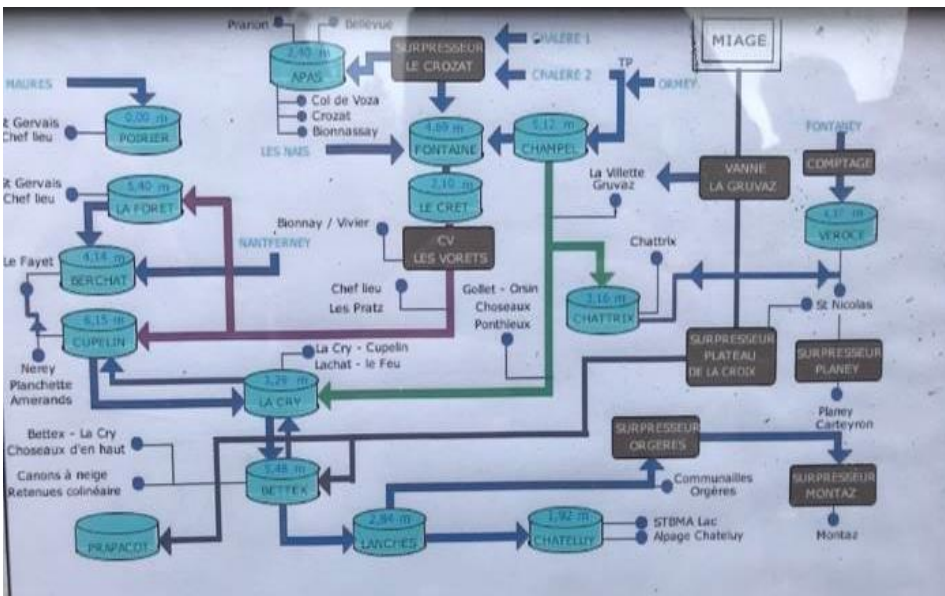 Pranon
Bellevue
2,40 m
APAS
SURPRESSEUR
LE CROZAT
CHALERE 1
CHALERE 2
TP
ORMEY
MIAGE
MAURES
0,00 m
POIRIER
t Gervais
Chef lieu
Col de Voza
Crozat
Bionnassay
LES NAIS
4,69 m
FONTAINE
5,12 m
CHAMPEL
FONTANEY
COMPTAGE
VANNE
LA GRUVAZ
La Villette
Gruvaz
St Gervais
Chef lieu
5,40 m
LA FORET
2,10 m
LE CRET
VEROCE
Bionnay / Vivier
CV
LES VORETS
NANTFERNEY
Chattrix
Le Fayet
4,14 m
BERCHAT
Chef lieu
Les Pratz
Gollet - Orsin
Choseaux
Ponthieux
CHATTRIX
St Nicolas
6,15 m
CUPELIN
SURPRESSEUR
PLATEAU
DE LA CROIX
SURPRESSEUR
PLANEY
La Cry - Cupelin
Lachat - le Feu
Nerey
Planchette
Amerands
3,29 m
LA CRY
Planey
Carteyron
Bettex - La Cry
Choseaux d'en haut
SURPRESSEUR
ORGERES
Canons à neige
Retenues colinéaire
5,48 m
BETTEX
Communailles
Orgères
SURPRESSEUR
MONTAZ
PRAPACOT
2,94 m
LANCHES
1,92 m
CHATELUY
STBMA Lac
Alpage Chateluy
Montaz